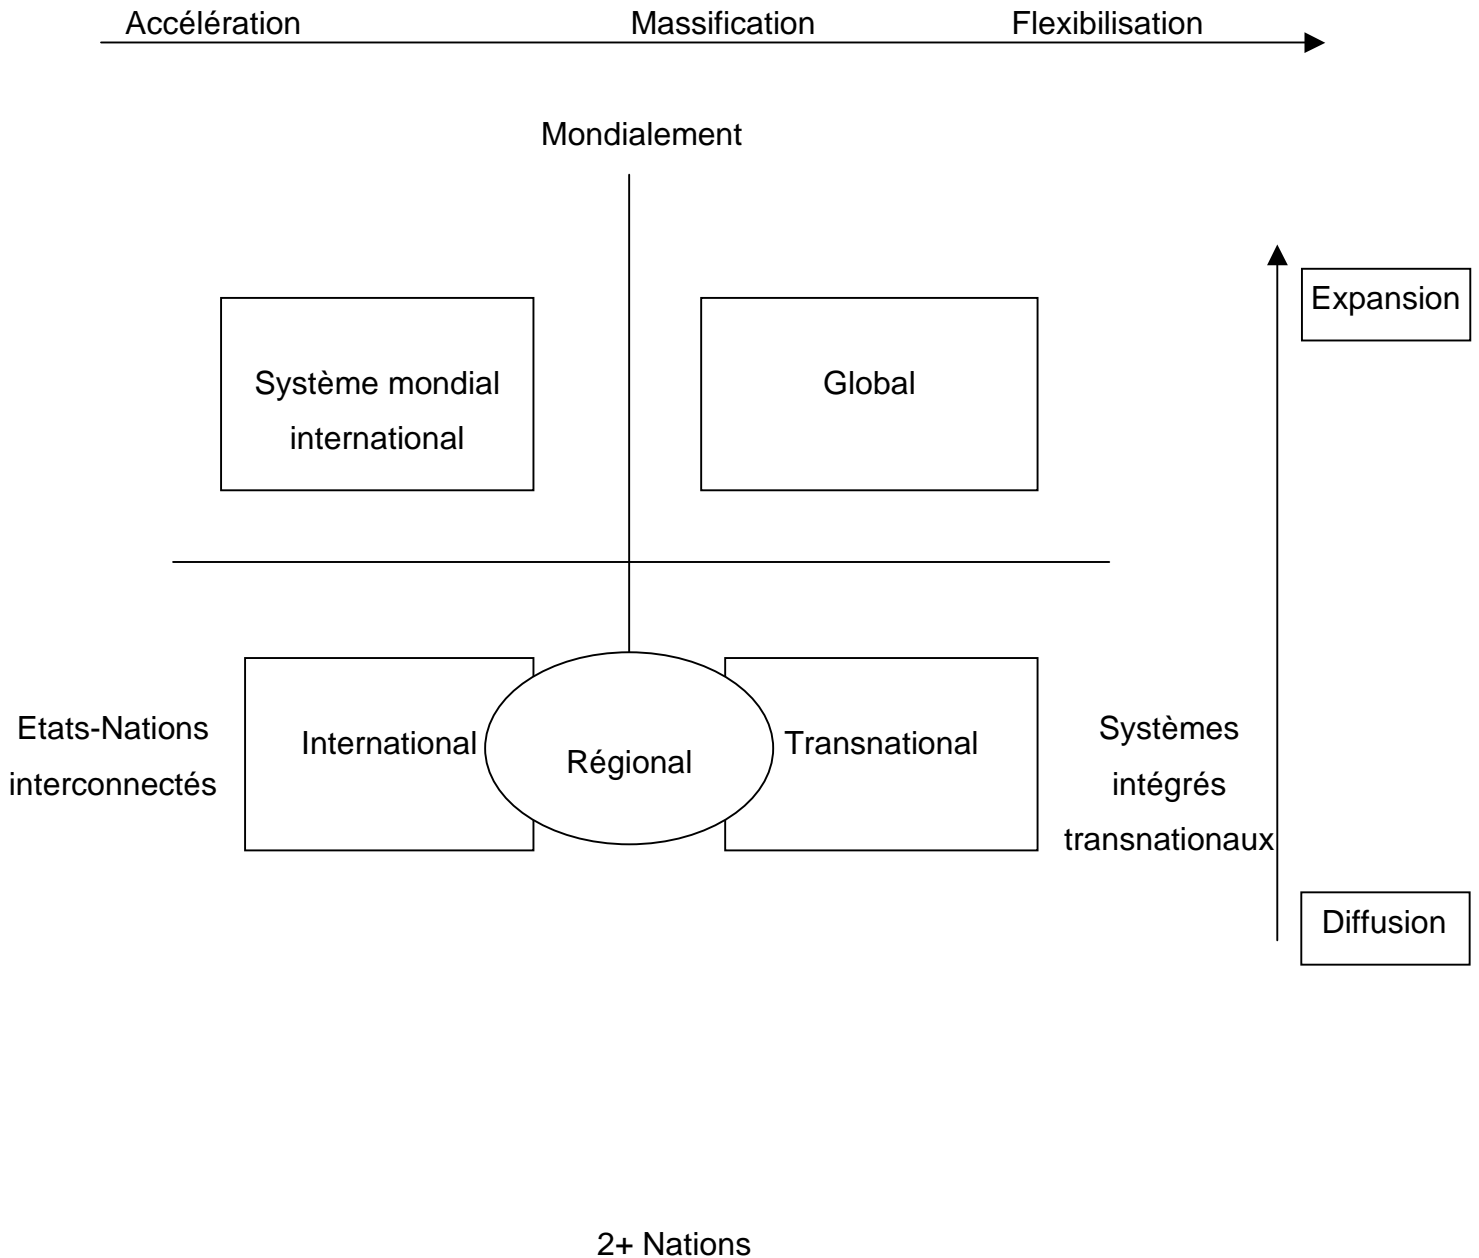 Accélération Massification Flexibilisation
Mondialement
Expansion
Système mondial
international
Global
Etats-Nations
interconnectés
International
Régional
Transnational
Systèmes
intégrés
transnationaux
Diffusion
2+ Nations